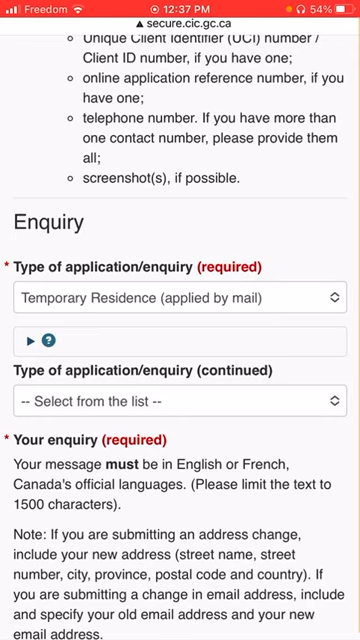 Freedom
12:37 PM
54%
secure.cic.gc.ca
Unique Client Identifier (UCI) number /
Client ID number, if you have one;
online application reference number, if you
have one;
telephone number. If you have more than
one contact number, please provide them
all;
screenshot(s), if possible.
Enquiry
* Type of application/enquiry (required)
Temporary Residence (applied by mail)
?
Type of application/enquiry (continued)
-- Select from the list --
* Your enquiry (required)
Your message must be in English or French,
Canada's official languages. (Please limit the text to
1500 characters).
Note: If you are submitting an address change,
include your new address (street name, street
number, city, province, postal code and country). If
you are submitting a change in email address, include
and specify your old email address and your new
email address.